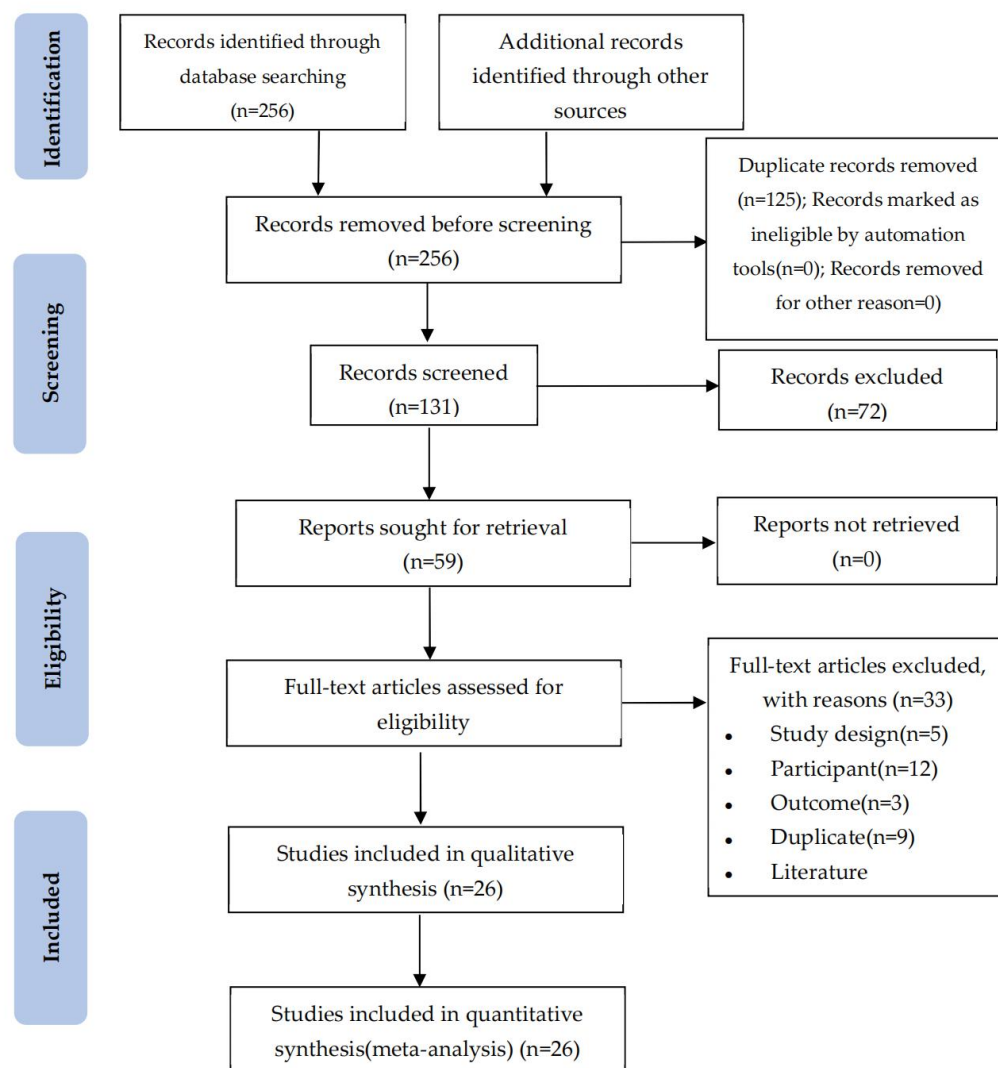 Identification
Records identified through
database searching
(n=256)
Additional records
identified through other
sources
Duplicate records removed
(n=125); Records marked as
ineligible by automation
tools(n=0); Records removed
for other reason=0)
Records removed before screening
(n=256)
Screening
Records screened
(n=131)
Records excluded
(n=72)
Reports sought for retrieval
(n=59)
Reports not retrieved
(n=0)
Eligibility
Full-text articles assessed for
eligibility
Full-text articles excluded,
with reasons (n=33)
• Study design(n=5)
• Participant(n=12)
• Outcome(n=3)
• Duplicate(n=9)
• Literature
Included
Studies included in qualitative
synthesis (n=26)
Studies included in quantitative
synthesis(meta-analysis) (n=26)